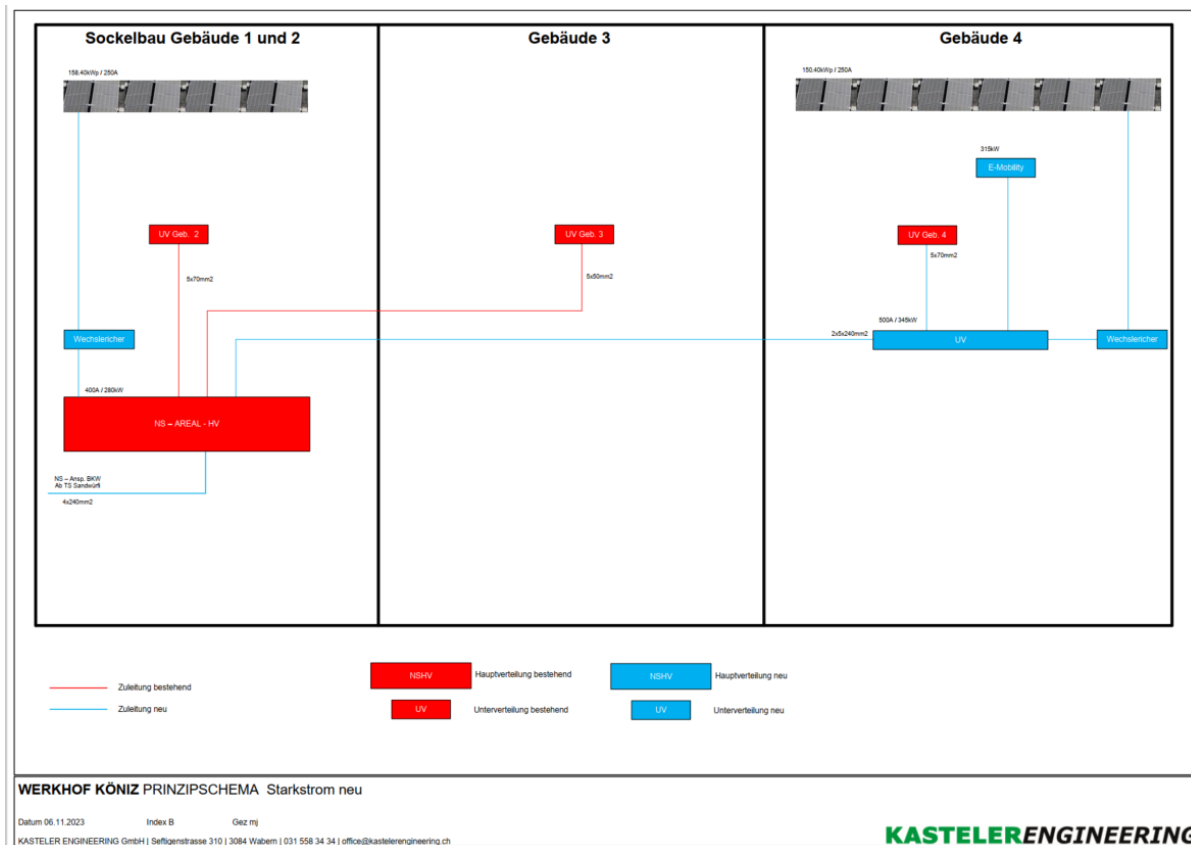 Sockelbau Gebäude 1 und 2
Gebäude 3
Gebäude 4
158.40kWp / 250A
150.40kWp / 250A
315kW
E-Mobility
UV Geb. 2
UV Geb. 3
UV Geb. 4
5x70mm2
5x50mm2
5x70mm2
500A / 345kW
2x5x240mm2
Wechslericher
UV
Wechslericher
400A / 280kW
NS – AREAL - HV
NS – Ansp. BKW
Ab TS Sandwürfi
4x240mm2
Zuleitung bestehend
Zuleitung neu
NSHV
Hauptverteilung bestehend
NSHV
Hauptverteilung neu
UV
Unterverteilung bestehend
UV
Unterverteilung neu
WERKHOF KÖNIZ PRINZIPSCHEMA Starkstrom neu
Datum 06.11.2023 Index B Gez mj
KASTELER ENGINEERING GmbH | Seftigenstrasse 310 | 3084 Wabern | 031 558 34 34 | office@kastelerengineering.ch
KASTELERENGINEERING